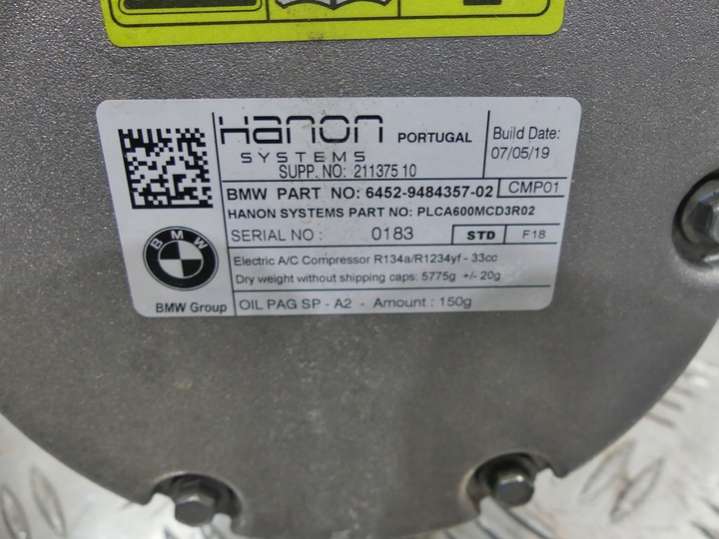 Hanon PORTUGAL
SYSTEMS
Build Date:
07/05/19
SUPP. NO: 211375 10
BMW PART NO: 6452-9484357-02 CMP01
HANON SYSTEMS PART NO: PLCA600MCD3R02
SERIAL NO : 0183 STD F18
BMW
Electric A/C Compressor R134a/R1234yf - 33cc
Dry weight without shipping caps: 5775g +/- 20g
BMW Group
OIL PAG SP - A2 - Amount : 150g